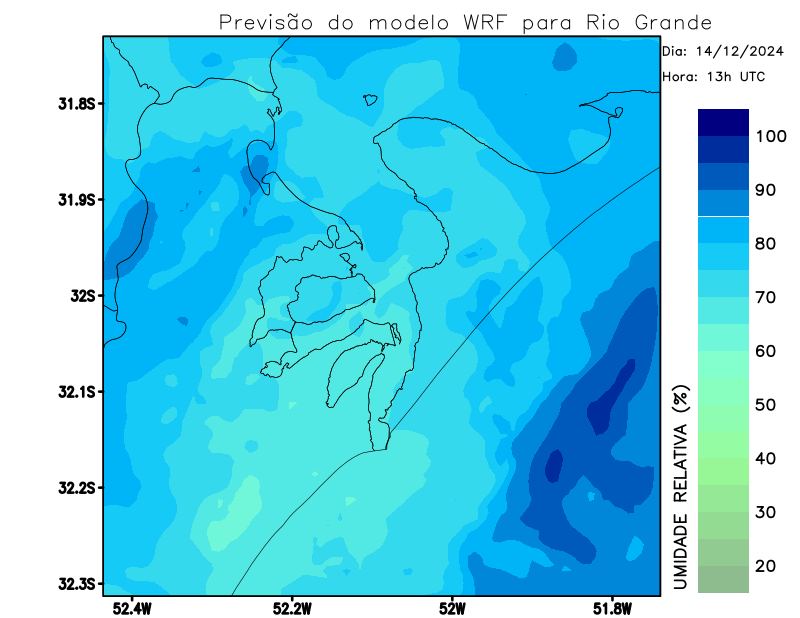 Previsão do modelo WRF para Rio Grande
Dia: 14/12/2024
Hora: 13h UTC
31.8S
31.9S
32S
32.1S
32.2S
32.3S
52.4W
52.2W
52W
51.8W
100
90
80
70
60
50
40
30
20
UMIDADE RELATIVA (%)